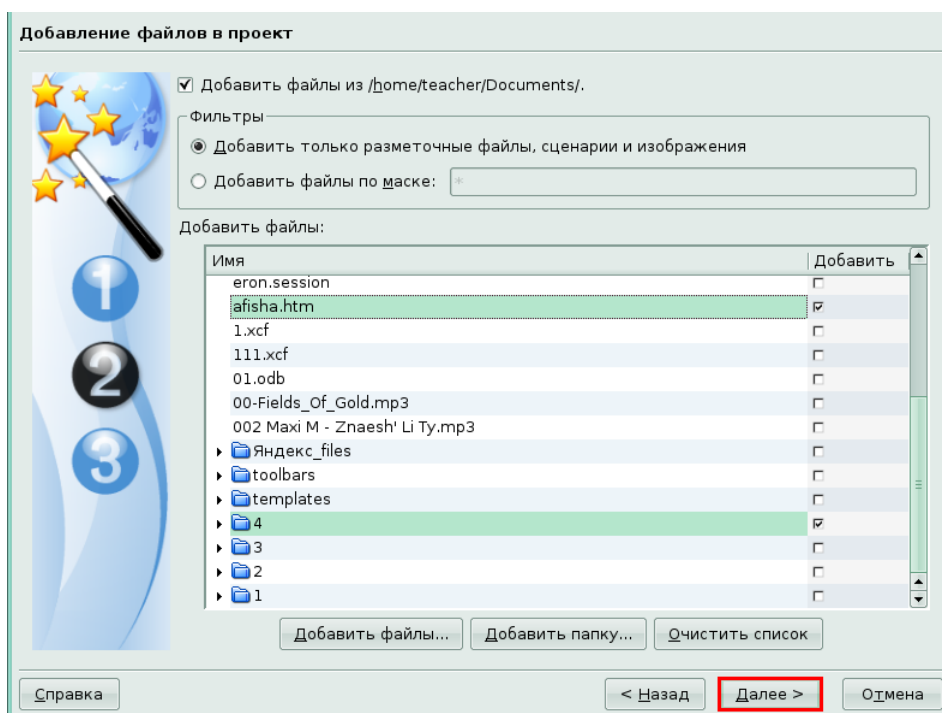 Добавление файлов в проект
Добавить файлы из /home/teacher/Documents/.
Фильтры
Добавить только разметочные файлы, сценарии и изображения
Добавить файлы по маске: *
Добавить файлы:
Имя Добавить
eron.session
afisha.htm
1.xcf
111.xcf
01.odb
00-Fields_Of_Gold.mp3
002 Maxi M - Znaesh' Li Ty.mp3
Яндекс_files
toolbars
templates
4
3
2
1
1
2
3
Добавить файлы... Добавить папку... Очистить список
Справка < Назад Далее > Отмена